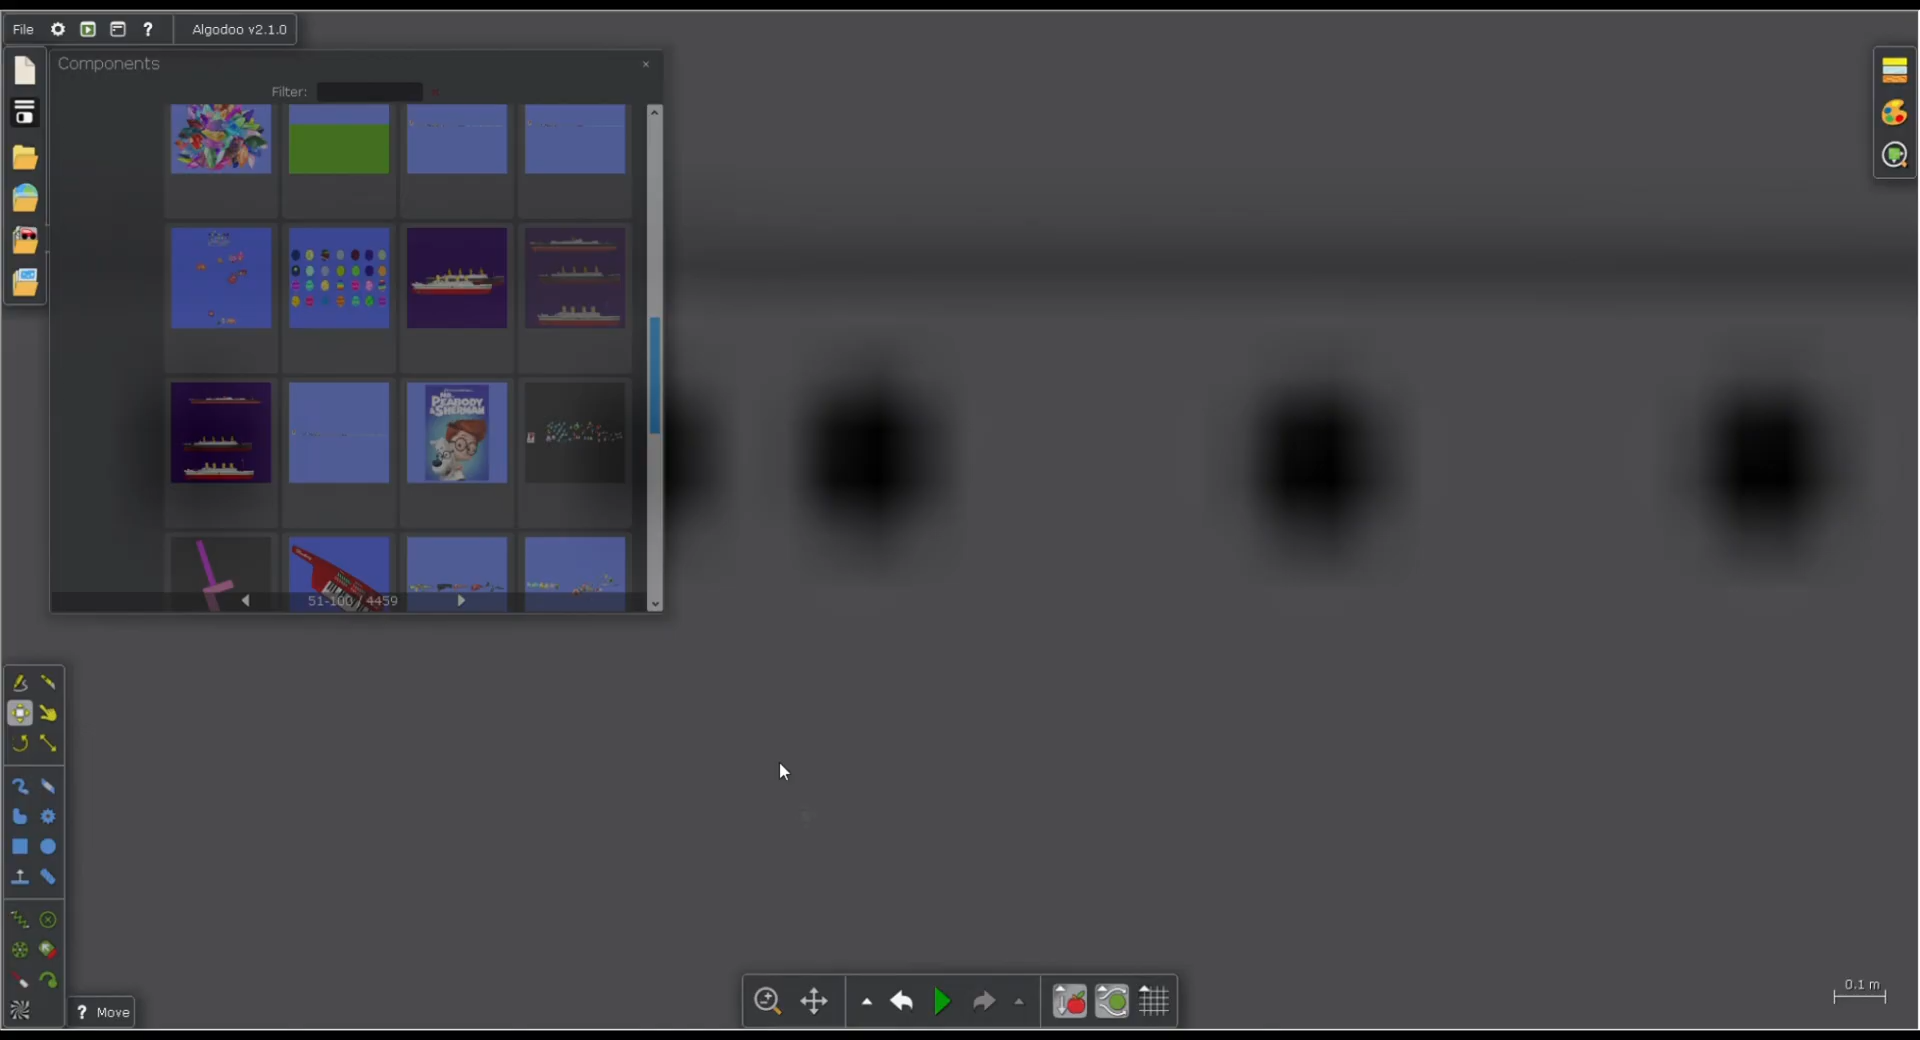 File ? Algodoo v2.1.0
Components ×
Filter:
MR.
PEABODY
&SHERMAN
51-100 / 4459
? Move
0.1 m